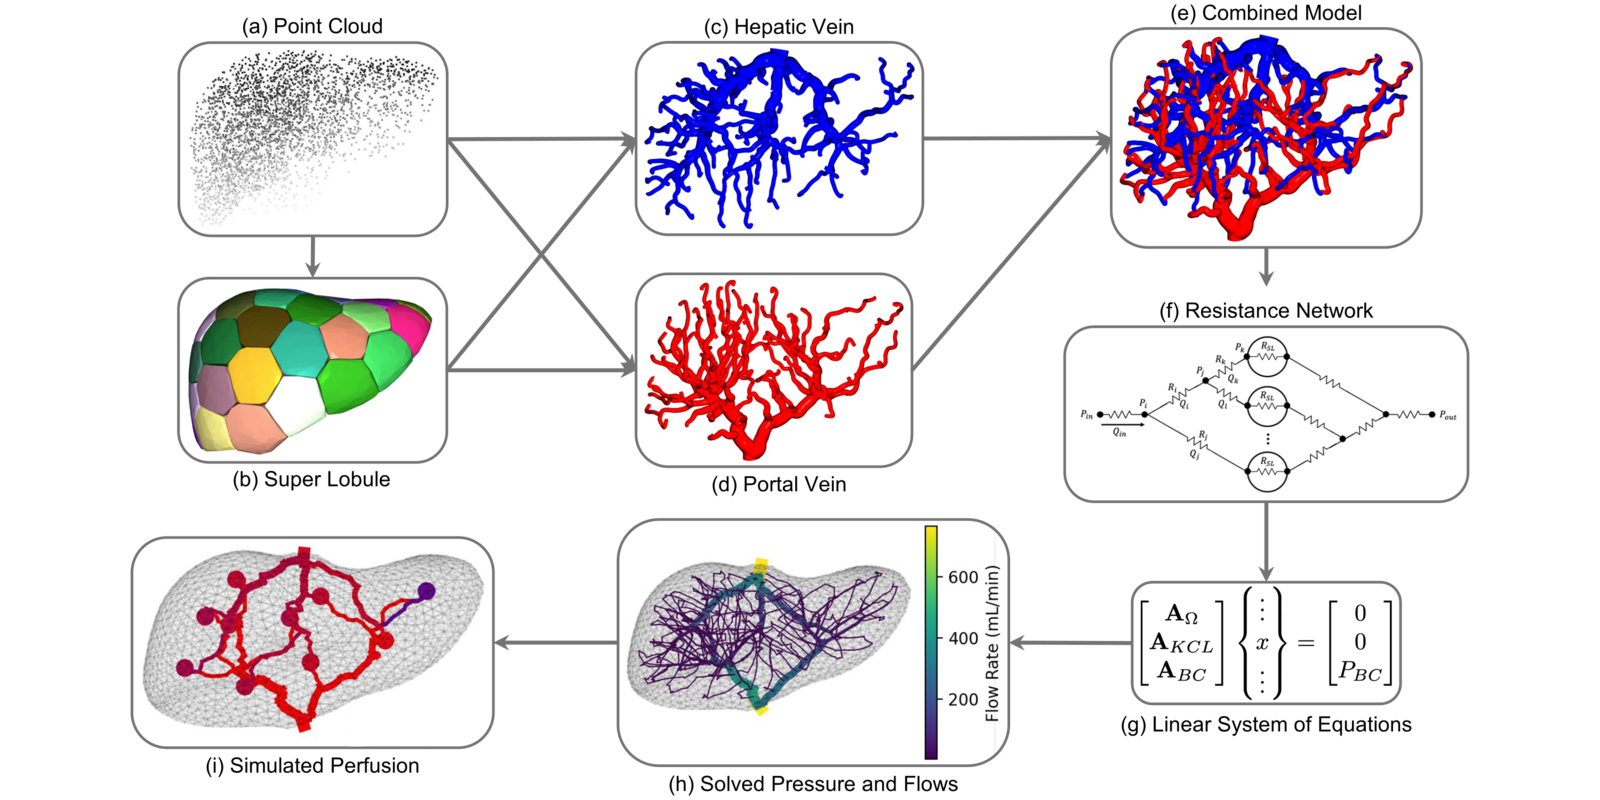 (a) Point Cloud
(b) Super Lobule
(c) Hepatic Vein
(d) Portal Vein
(e) Combined Model
(f) Resistance Network
P_in
Q_in
P_i
R_i
Q_i
P_j
R_k
Q_k
P_k
Q_l
R_j
Q_j
R_SL
R_SL
⋮
R_SL
P_out
A_Ω
A_KCL
A_BC
⋮
x
⋮
=
0
0
P_BC
(g) Linear System of Equations
600
400
200
Flow Rate (mL/min)
(h) Solved Pressure and Flows
(i) Simulated Perfusion